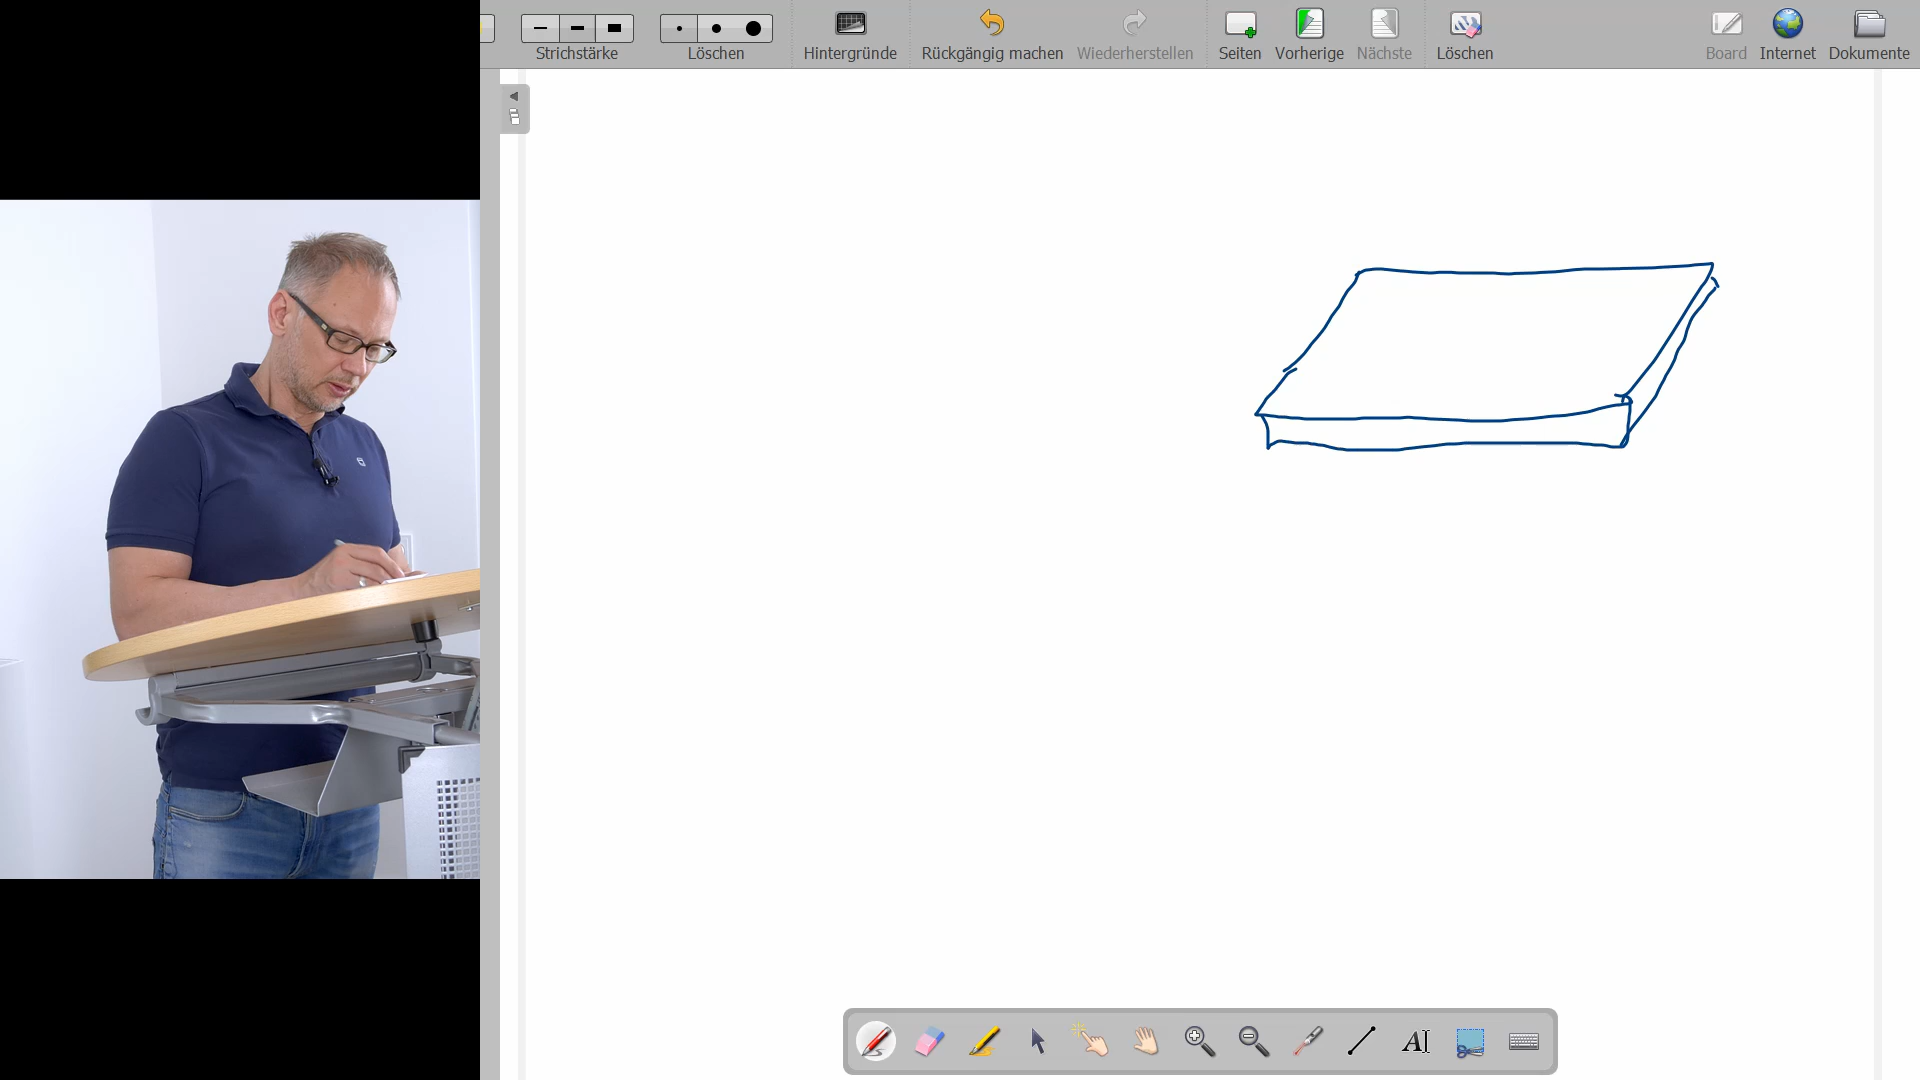 Strichstärke
Löschen
Hintergründe
Rückgängig machen
Wiederherstellen
Seiten
Vorherige
Nächste
Löschen
Board
Internet
Dokumente